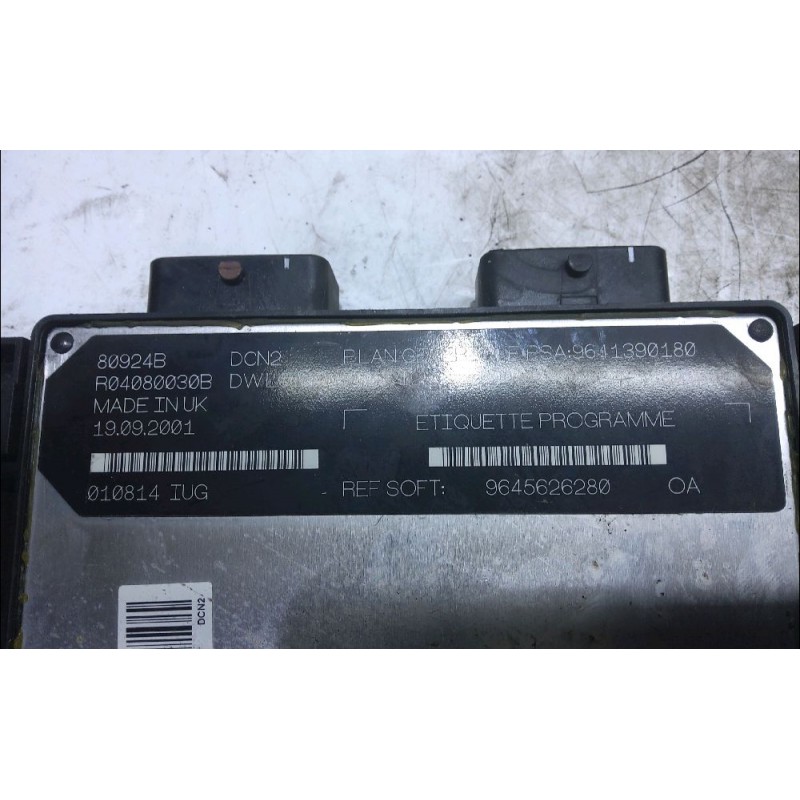 80924B DCN2 PLAN PSA:9641390180
R04080030B
MADE IN UK
19.09.2001
ETIQUETTE PROGRAMME
010814 IUG REF SOFT: 9645626280 OA
DCN2